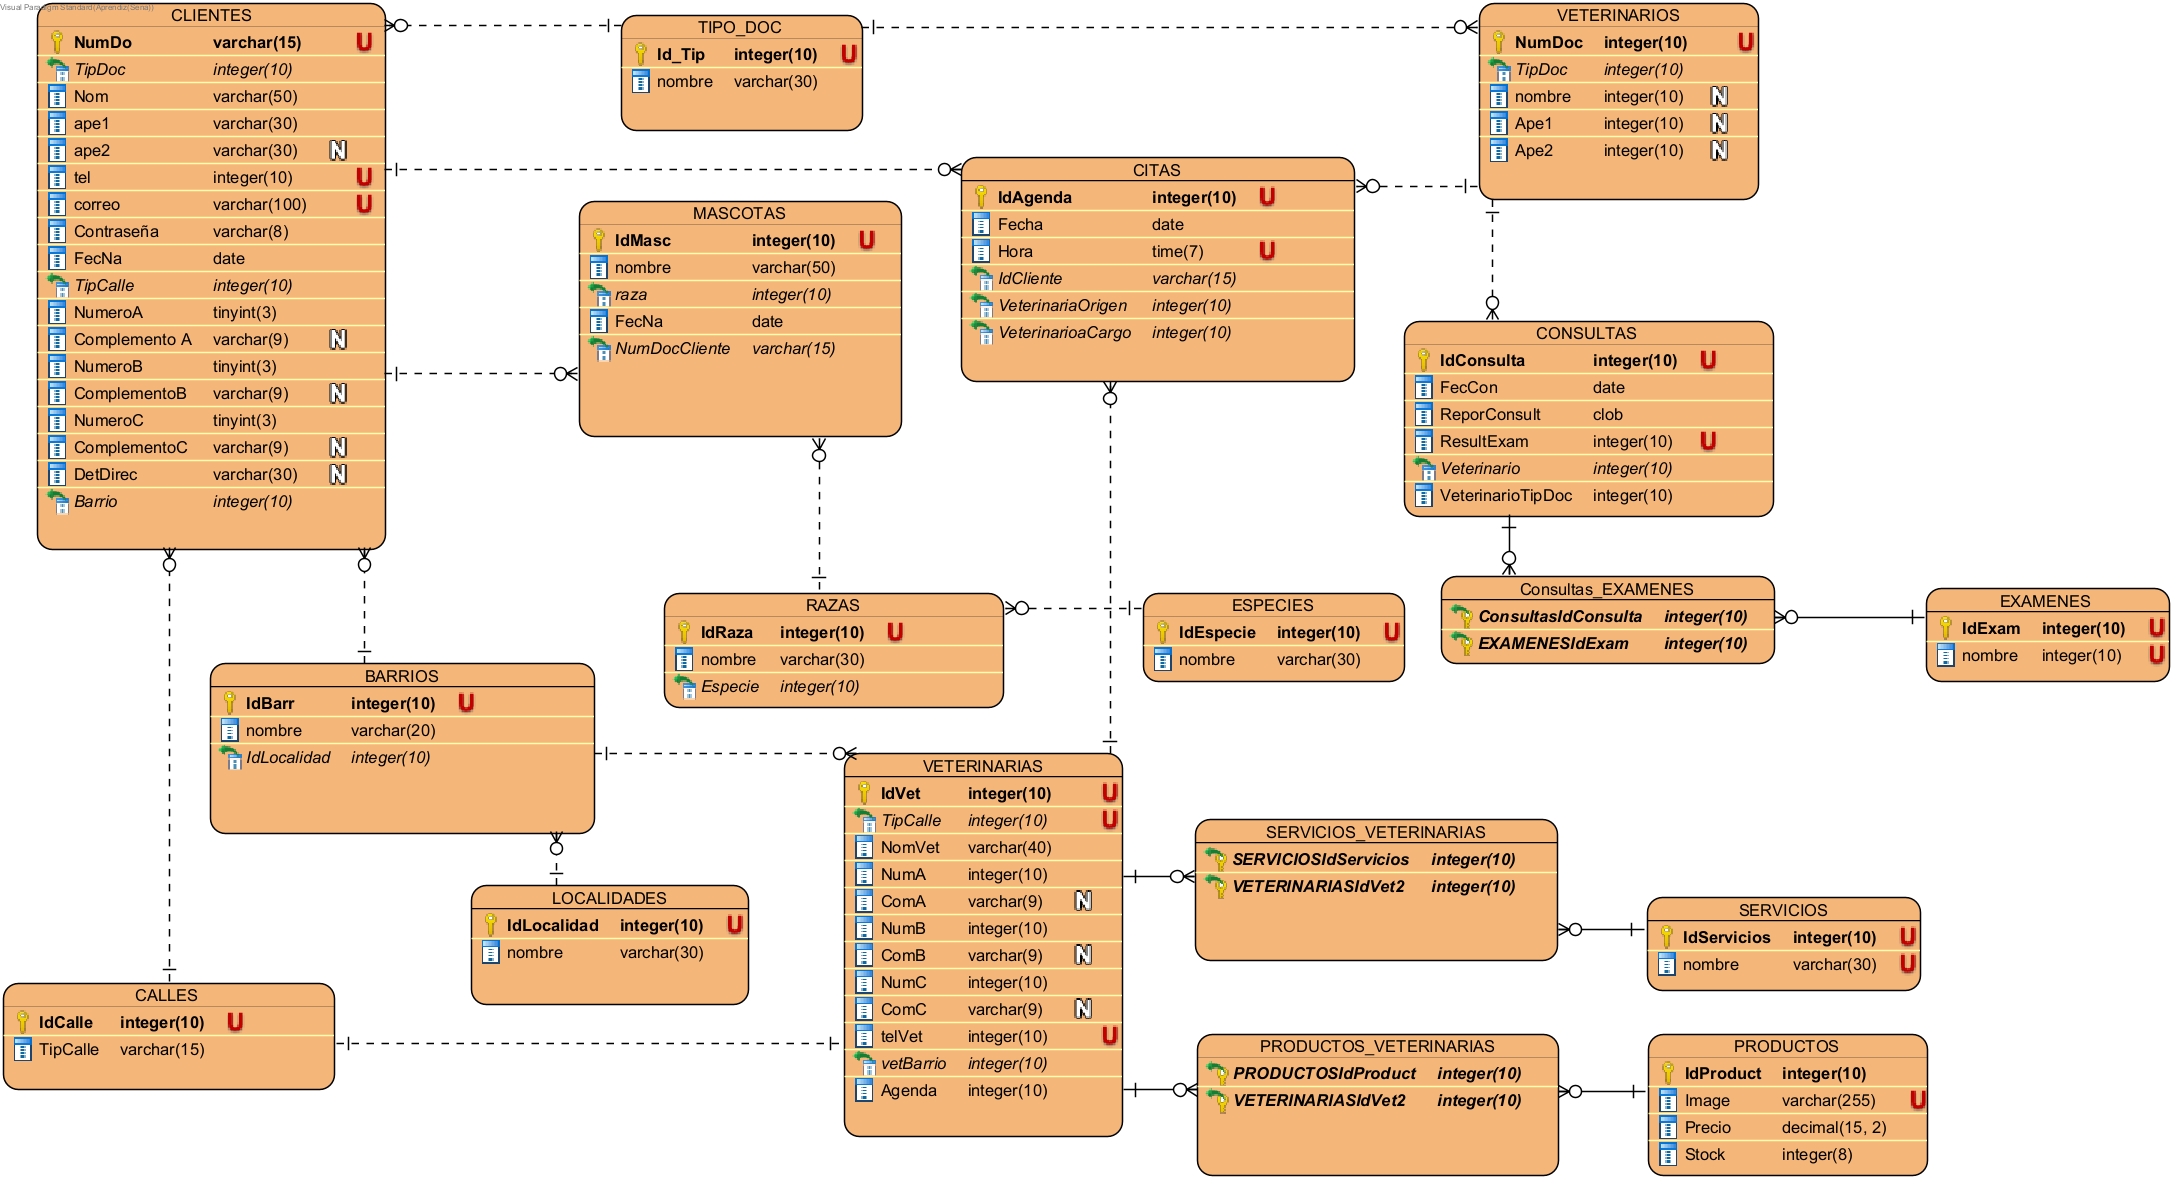 Visual Paradigm Standard(Aprendiz(Sena))
CLIENTES
NumDo varchar(15) U
TipDoc integer(10)
Nom varchar(50)
ape1 varchar(30)
ape2 varchar(30) N
tel integer(10) U
correo varchar(100) U
Contraseña varchar(8)
FecNa date
TipCalle integer(10)
NumeroA tinyint(3)
Complemento A varchar(9) N
NumeroB tinyint(3)
ComplementoB varchar(9) N
NumeroC tinyint(3)
ComplementoC varchar(9) N
DetDirec varchar(30) N
Barrio integer(10)
TIPO_DOC
Id_Tip integer(10) U
nombre varchar(30)
VETERINARIOS
NumDoc integer(10) U
TipDoc integer(10)
nombre integer(10) N
Ape1 integer(10) N
Ape2 integer(10) N
MASCOTAS
IdMasc integer(10) U
nombre varchar(50)
raza integer(10)
FecNa date
NumDocCliente varchar(15)
CITAS
IdAgenda integer(10) U
Fecha date
Hora time(7) U
IdCliente varchar(15)
VeterinariaOrigen integer(10)
VeterinarioaCargo integer(10)
CONSULTAS
IdConsulta integer(10) U
FecCon date
ReporConsult clob
ResultExam integer(10) U
Veterinario integer(10)
VeterinarioTipDoc integer(10)
Consultas_EXAMENES
ConsultasIdConsulta integer(10)
EXAMENESIdExam integer(10)
EXAMENES
IdExam integer(10) U
nombre integer(10) U
RAZAS
IdRaza integer(10) U
nombre varchar(30)
Especie integer(10)
ESPECIES
IdEspecie integer(10) U
nombre varchar(30)
BARRIOS
IdBarr integer(10) U
nombre varchar(20)
IdLocalidad integer(10)
LOCALIDADES
IdLocalidad integer(10) U
nombre varchar(30)
CALLES
IdCalle integer(10) U
TipCalle varchar(15)
VETERINARIAS
IdVet integer(10) U
TipCalle integer(10) U
NomVet varchar(40)
NumA integer(10)
ComA varchar(9) N
NumB integer(10)
ComB varchar(9) N
NumC integer(10)
ComC varchar(9) N
telVet integer(10) U
vetBarrio integer(10)
Agenda integer(10)
SERVICIOS_VETERINARIAS
SERVICIOSIdServicios integer(10)
VETERINARIASIdVet2 integer(10)
SERVICIOS
IdServicios integer(10) U
nombre varchar(30) U
PRODUCTOS_VETERINARIAS
PRODUCTOSIdProduct integer(10)
VETERINARIASIdVet2 integer(10)
PRODUCTOS
IdProduct integer(10)
Image varchar(255) U
Precio decimal(15, 2)
Stock integer(8)